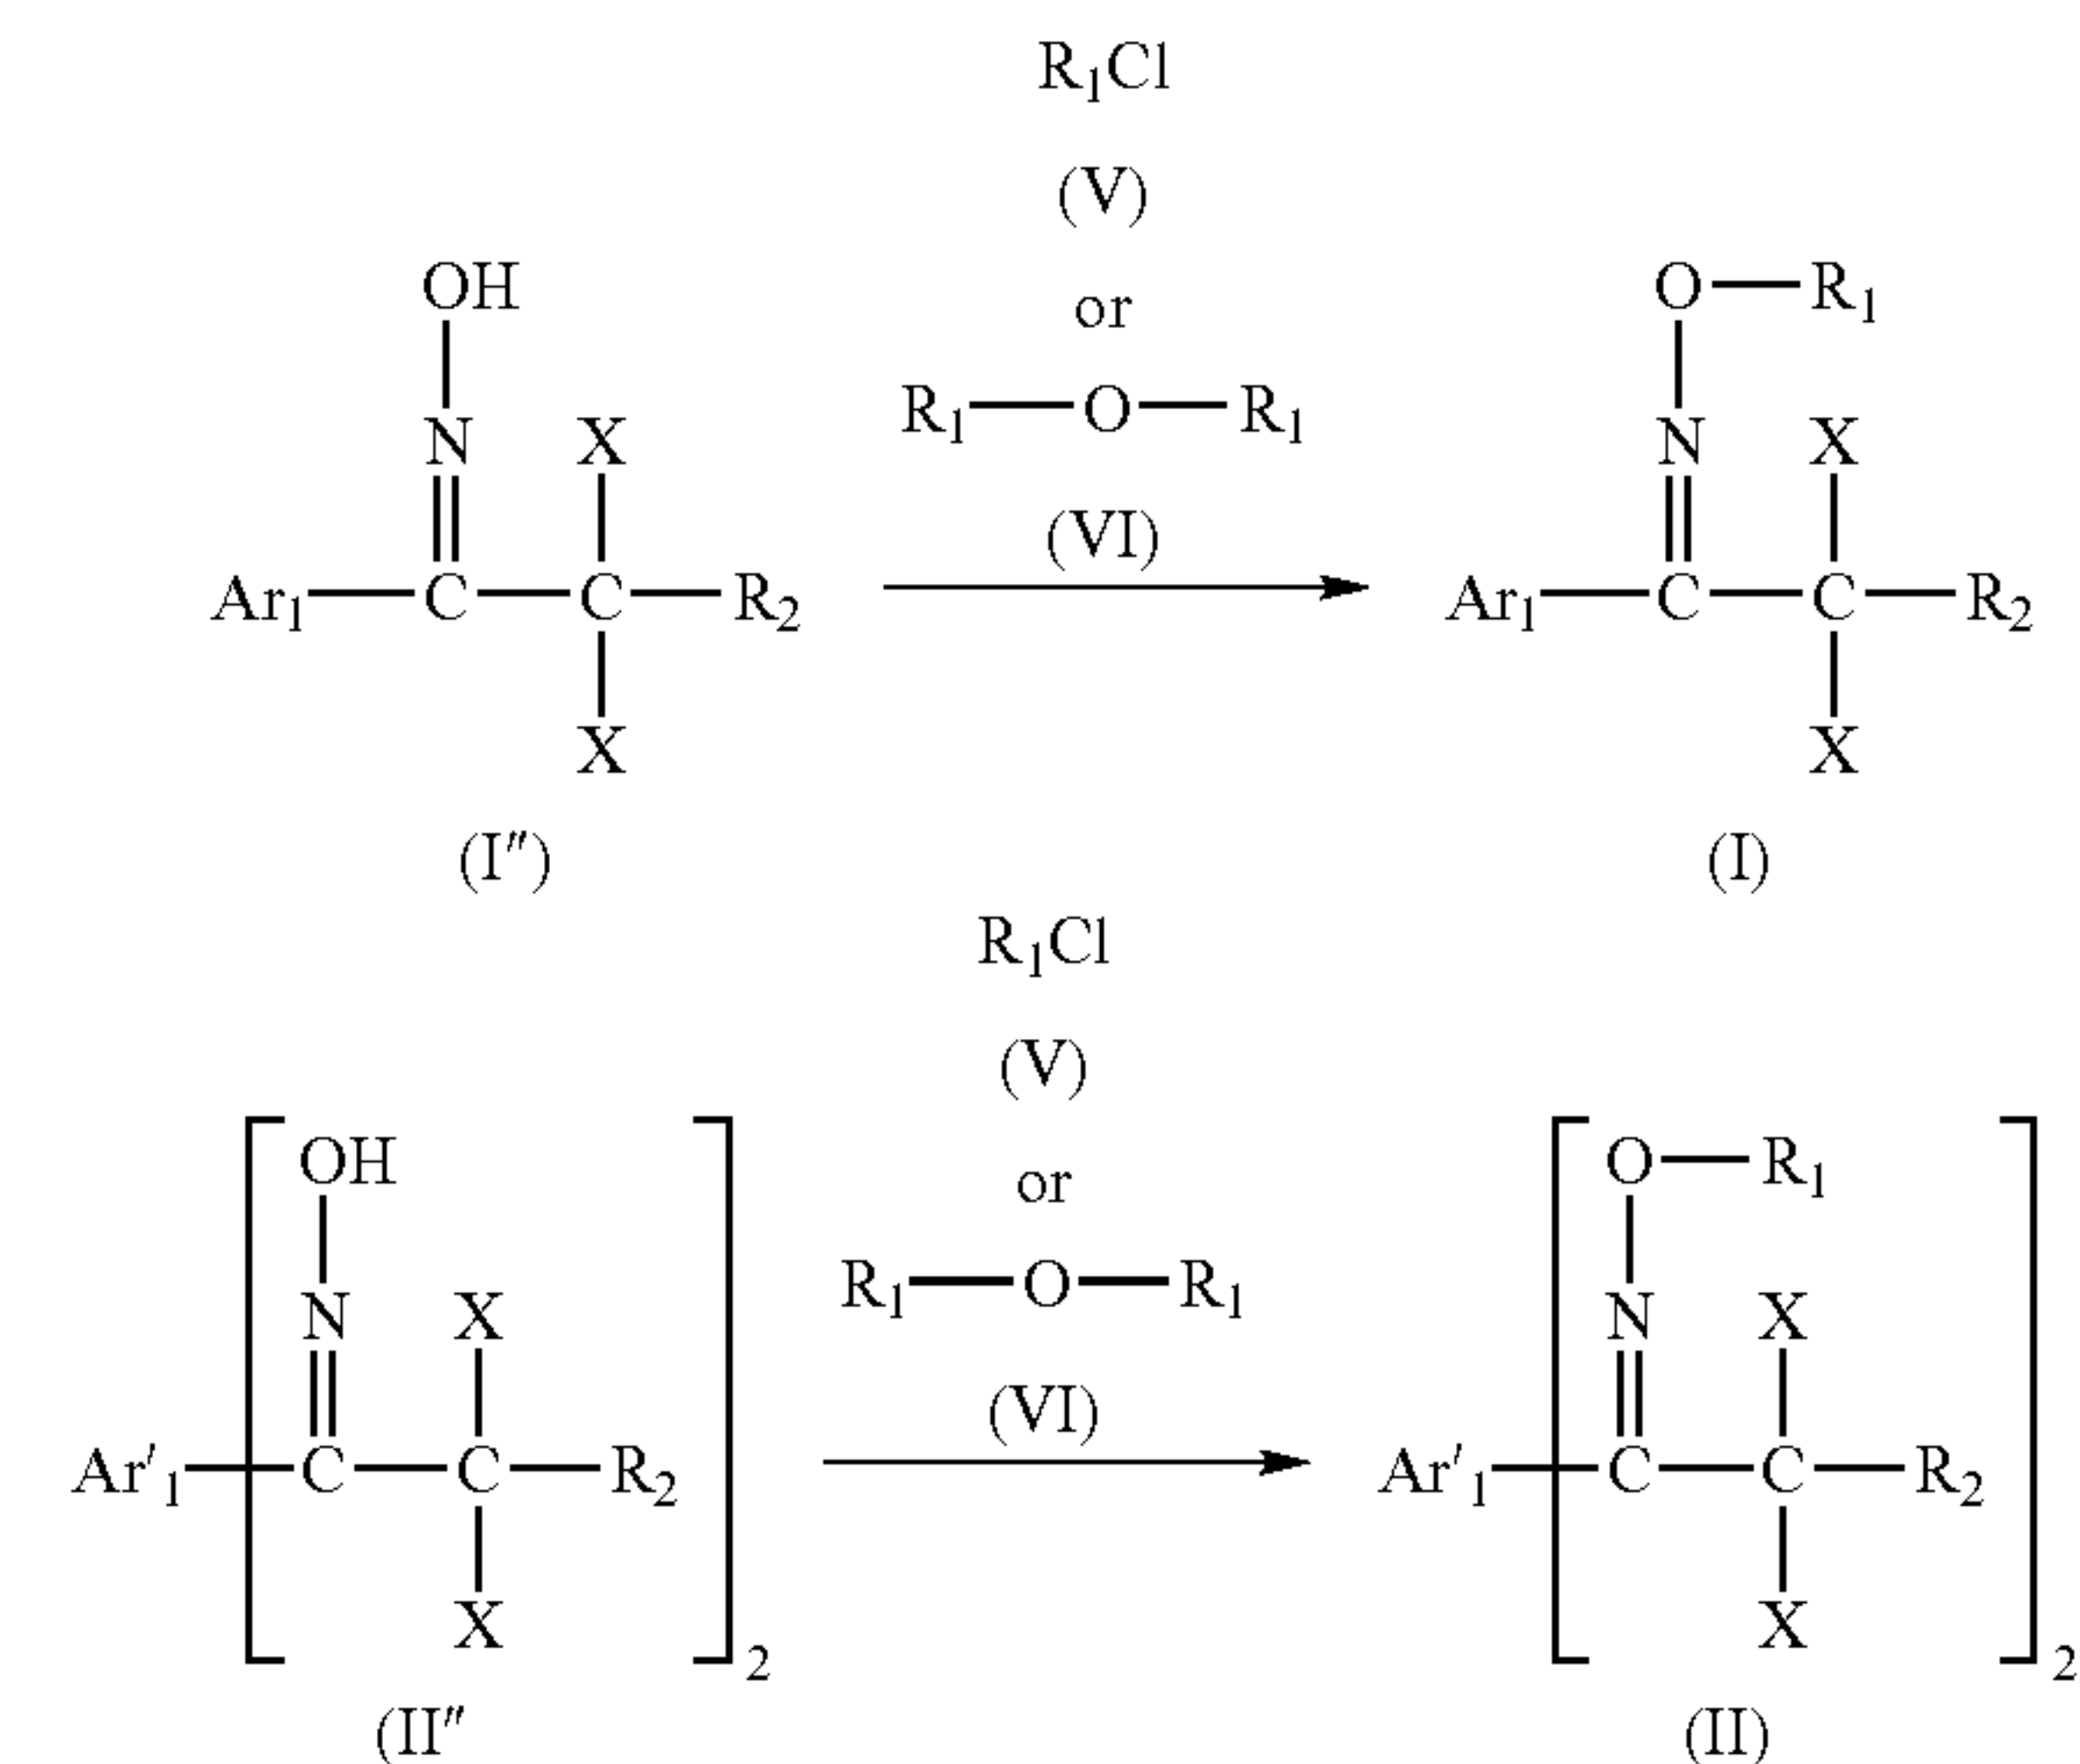 R1Cl
(V)
or
OH O—R1
R1—O—R1
N X N X
(VI)
Ar1—C—C—R2 Ar1—C—C—R2
X X
(I″) (I)
R1Cl
(V)
OH O—R1
or
R1—O—R1
N X N X
(VI)
Ar′1—C—C—R2 Ar′1—C—C—R2
X X
2 2
(II″ (II)